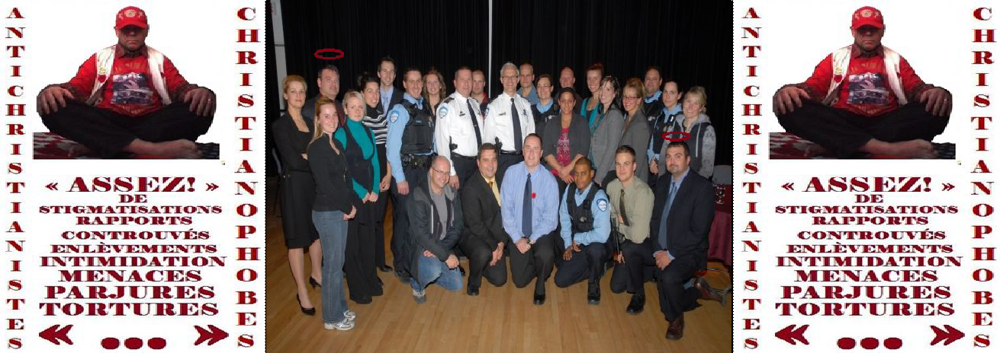 ANTICHRISTIANISTES
CHRISTIANOPHOBES
« ASSEZ! »
DE
STIGMATISATIONS
RAPPORTS
CONTROUVÉS
ENLÈVEMENTS
INTIMIDATION
MENACES
PARJURES
TORTURES
ANTICHRISTIANISTES
CHRISTIANOPHOBES
« ASSEZ! »
DE
STIGMATISATIONS
RAPPORTS
CONTROUVÉS
ENLÈVEMENTS
INTIMIDATION
MENACES
PARJURES
TORTURES